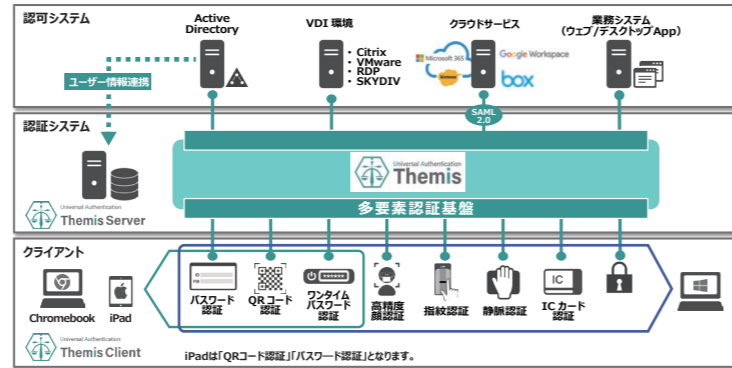 認可システム
Active
Directory
VDI 環境
・Citrix
・VMware
・RDP
・SKYDIV
クラウドサービス
Microsoft 365
Google Workspace
box
業務システム
(ウェブ/デスクトップApp)
ユーザー情報連携
SAML
2.0
認証システム
Universal Authentication
Themis Server
Universal Authentication
Themis
多要素認証基盤
クライアント
Chromebook
iPad
パスワード
認証
QRコード
認証
ワンタイム
パスワード
認証
高精度
顔認証
指紋認証
静脈認証
IC
ICカード
認証
Universal Authentication
Themis Client
iPadは「QRコード認証」「パスワード認証」となります。